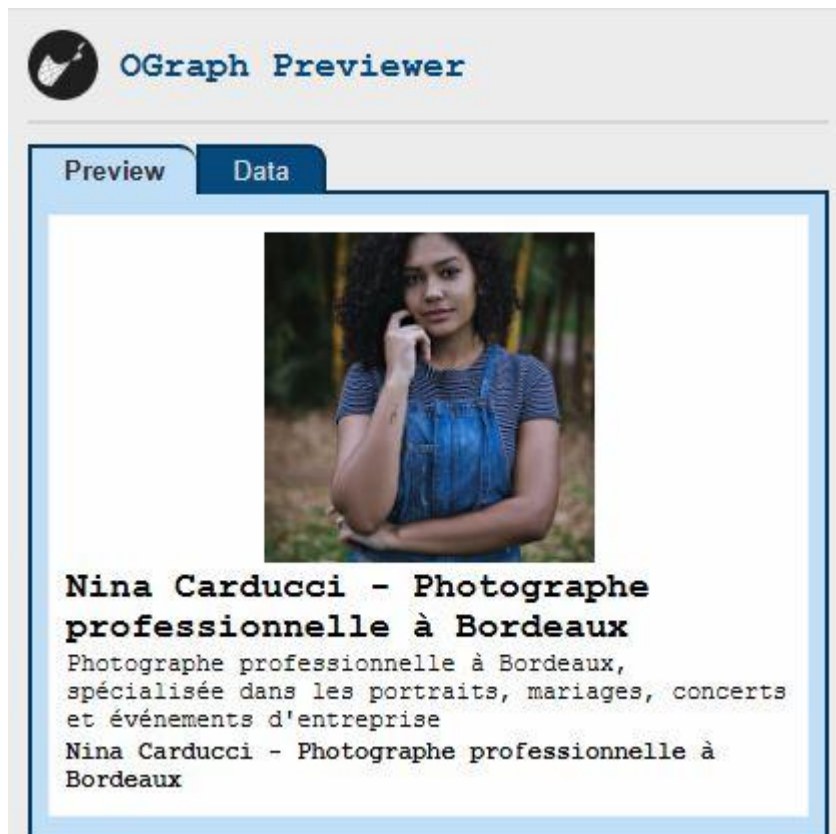 OGraph Previewer
Preview Data
Nina Carducci - Photographe
professionnelle à Bordeaux
Photographe professionnelle à Bordeaux,
spécialisée dans les portraits, mariages, concerts
et événements d'entreprise
Nina Carducci - Photographe professionnelle à
Bordeaux